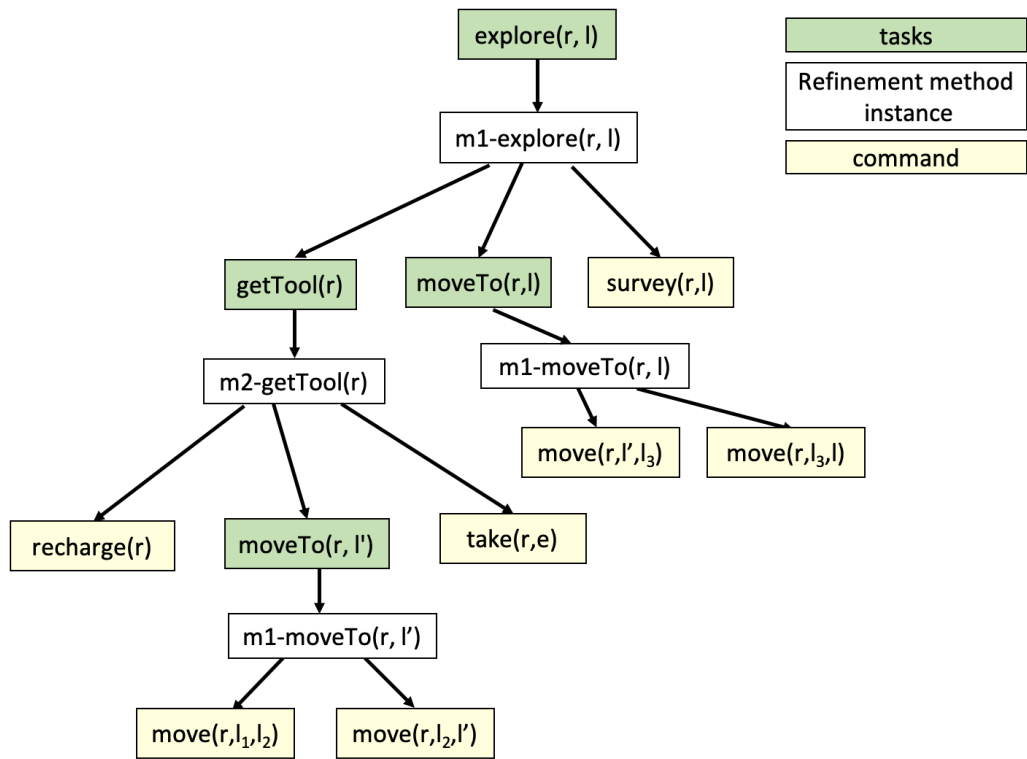 explore(r, l)
tasks
Refinement method
instance
command
m1-explore(r, l)
getTool(r)
moveTo(r,l)
survey(r,l)
m2-getTool(r)
m1-moveTo(r, l)
move(r,l’,l₃)
move(r,l₃,l)
recharge(r)
moveTo(r, l')
take(r,e)
m1-moveTo(r, l’)
move(r,l₁,l₂)
move(r,l₂,l’)